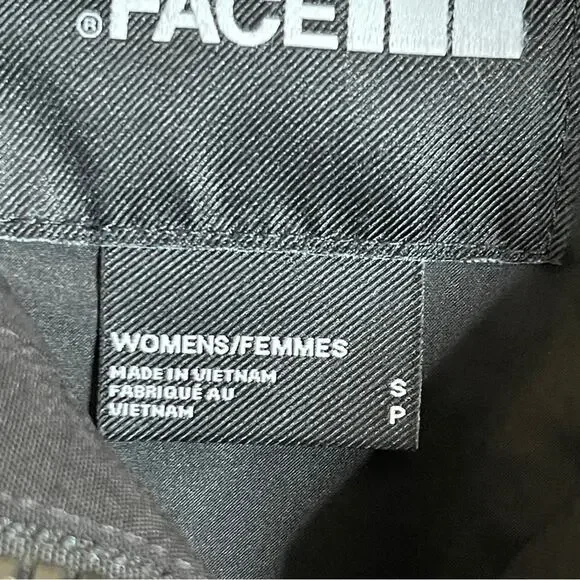 ®FACE
WOMENS/FEMMES
MADE IN VIETNAM
FABRIQUÉ AU
VIETNAM
S
P